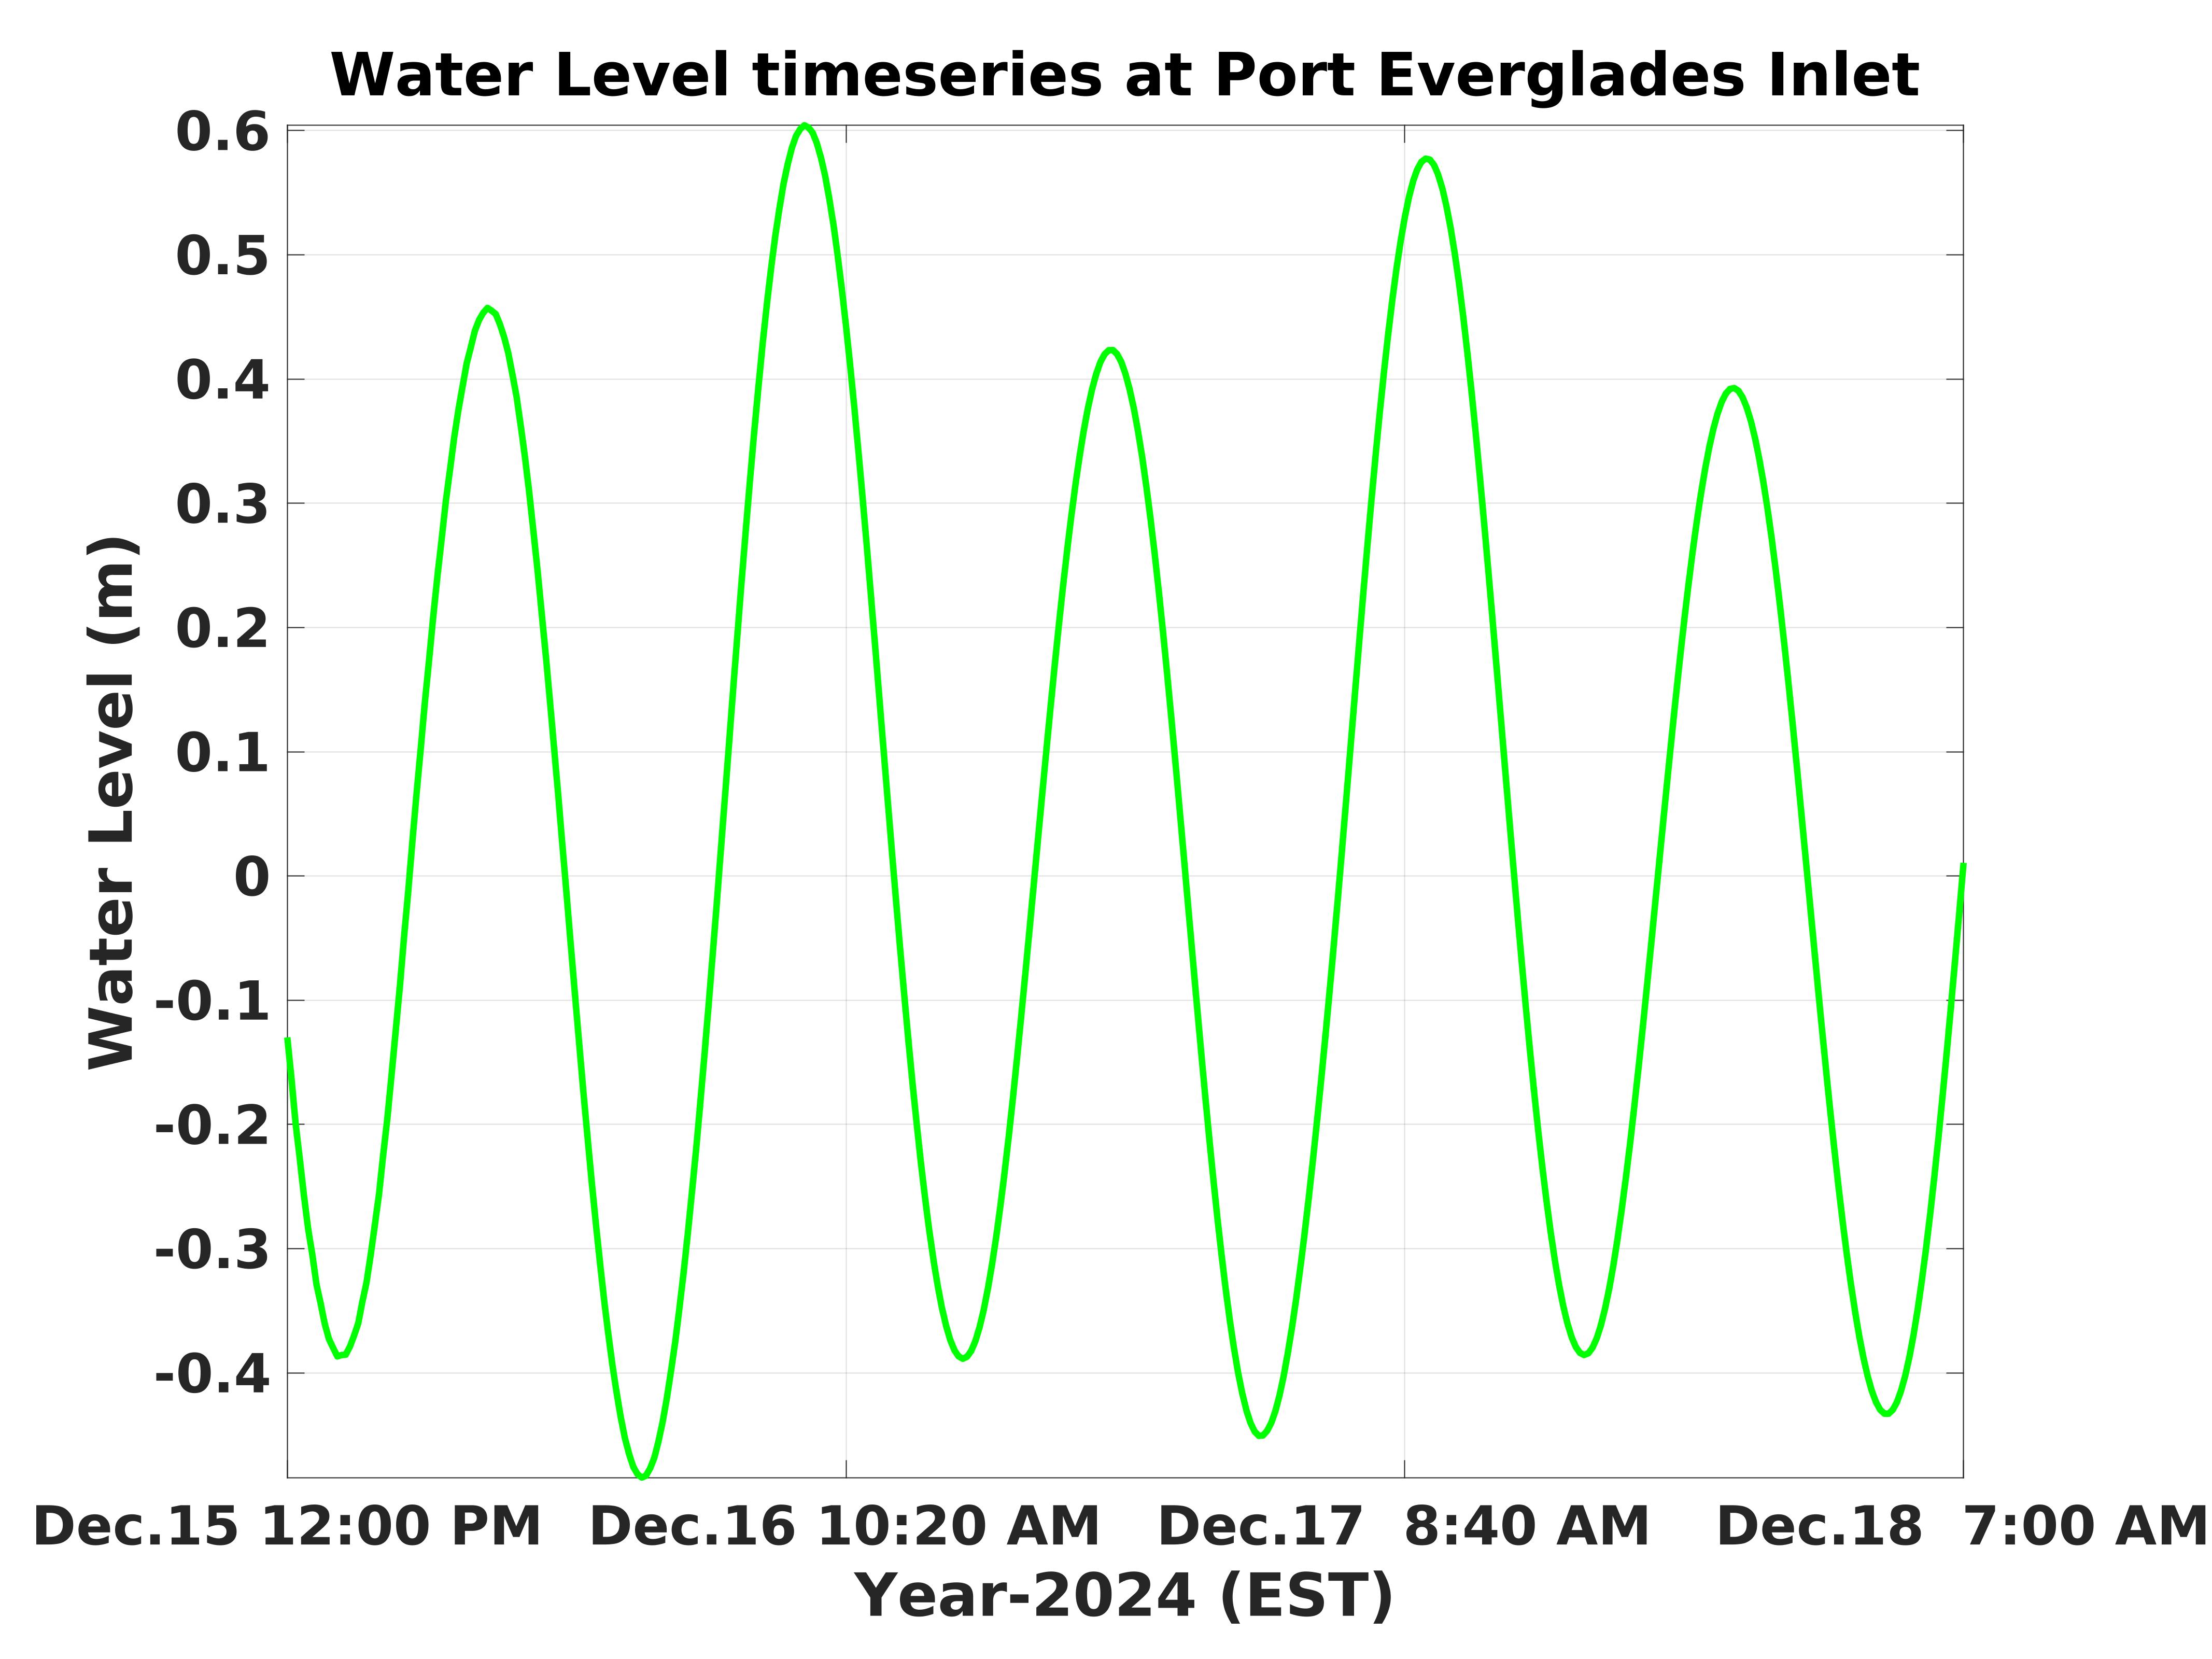 Water Level timeseries at Port Everglades Inlet
0.6
0.5
0.4
0.3
0.2
0.1
0
-0.1
-0.2
-0.3
-0.4
Water Level (m)
Dec.15 12:00 PM Dec.16 10:20 AM Dec.17 8:40 AM Dec.18 7:00 AM
Year-2024 (EST)